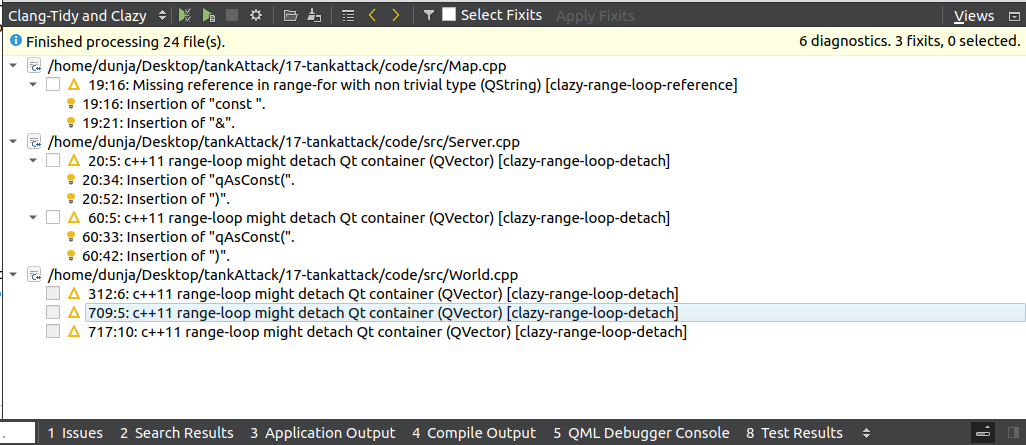 Clang-Tidy and Clazy Select Fixits Apply Fixits Views
Finished processing 24 file(s). 6 diagnostics. 3 fixits, 0 selected.
/home/dunja/Desktop/tankAttack/17-tankattack/code/src/Map.cpp
19:16: Missing reference in range-for with non trivial type (QString) [clazy-range-loop-reference]
19:16: Insertion of "const ".
19:21: Insertion of "&".
/home/dunja/Desktop/tankAttack/17-tankattack/code/src/Server.cpp
20:5: c++11 range-loop might detach Qt container (QVector) [clazy-range-loop-detach]
20:34: Insertion of "qAsConst(".
20:52: Insertion of ")".
60:5: c++11 range-loop might detach Qt container (QVector) [clazy-range-loop-detach]
60:33: Insertion of "qAsConst(".
60:42: Insertion of ")".
/home/dunja/Desktop/tankAttack/17-tankattack/code/src/World.cpp
312:6: c++11 range-loop might detach Qt container (QVector) [clazy-range-loop-detach]
709:5: c++11 range-loop might detach Qt container (QVector) [clazy-range-loop-detach]
717:10: c++11 range-loop might detach Qt container (QVector) [clazy-range-loop-detach]
1 Issues 2 Search Results 3 Application Output 4 Compile Output 5 QML Debugger Console 8 Test Results